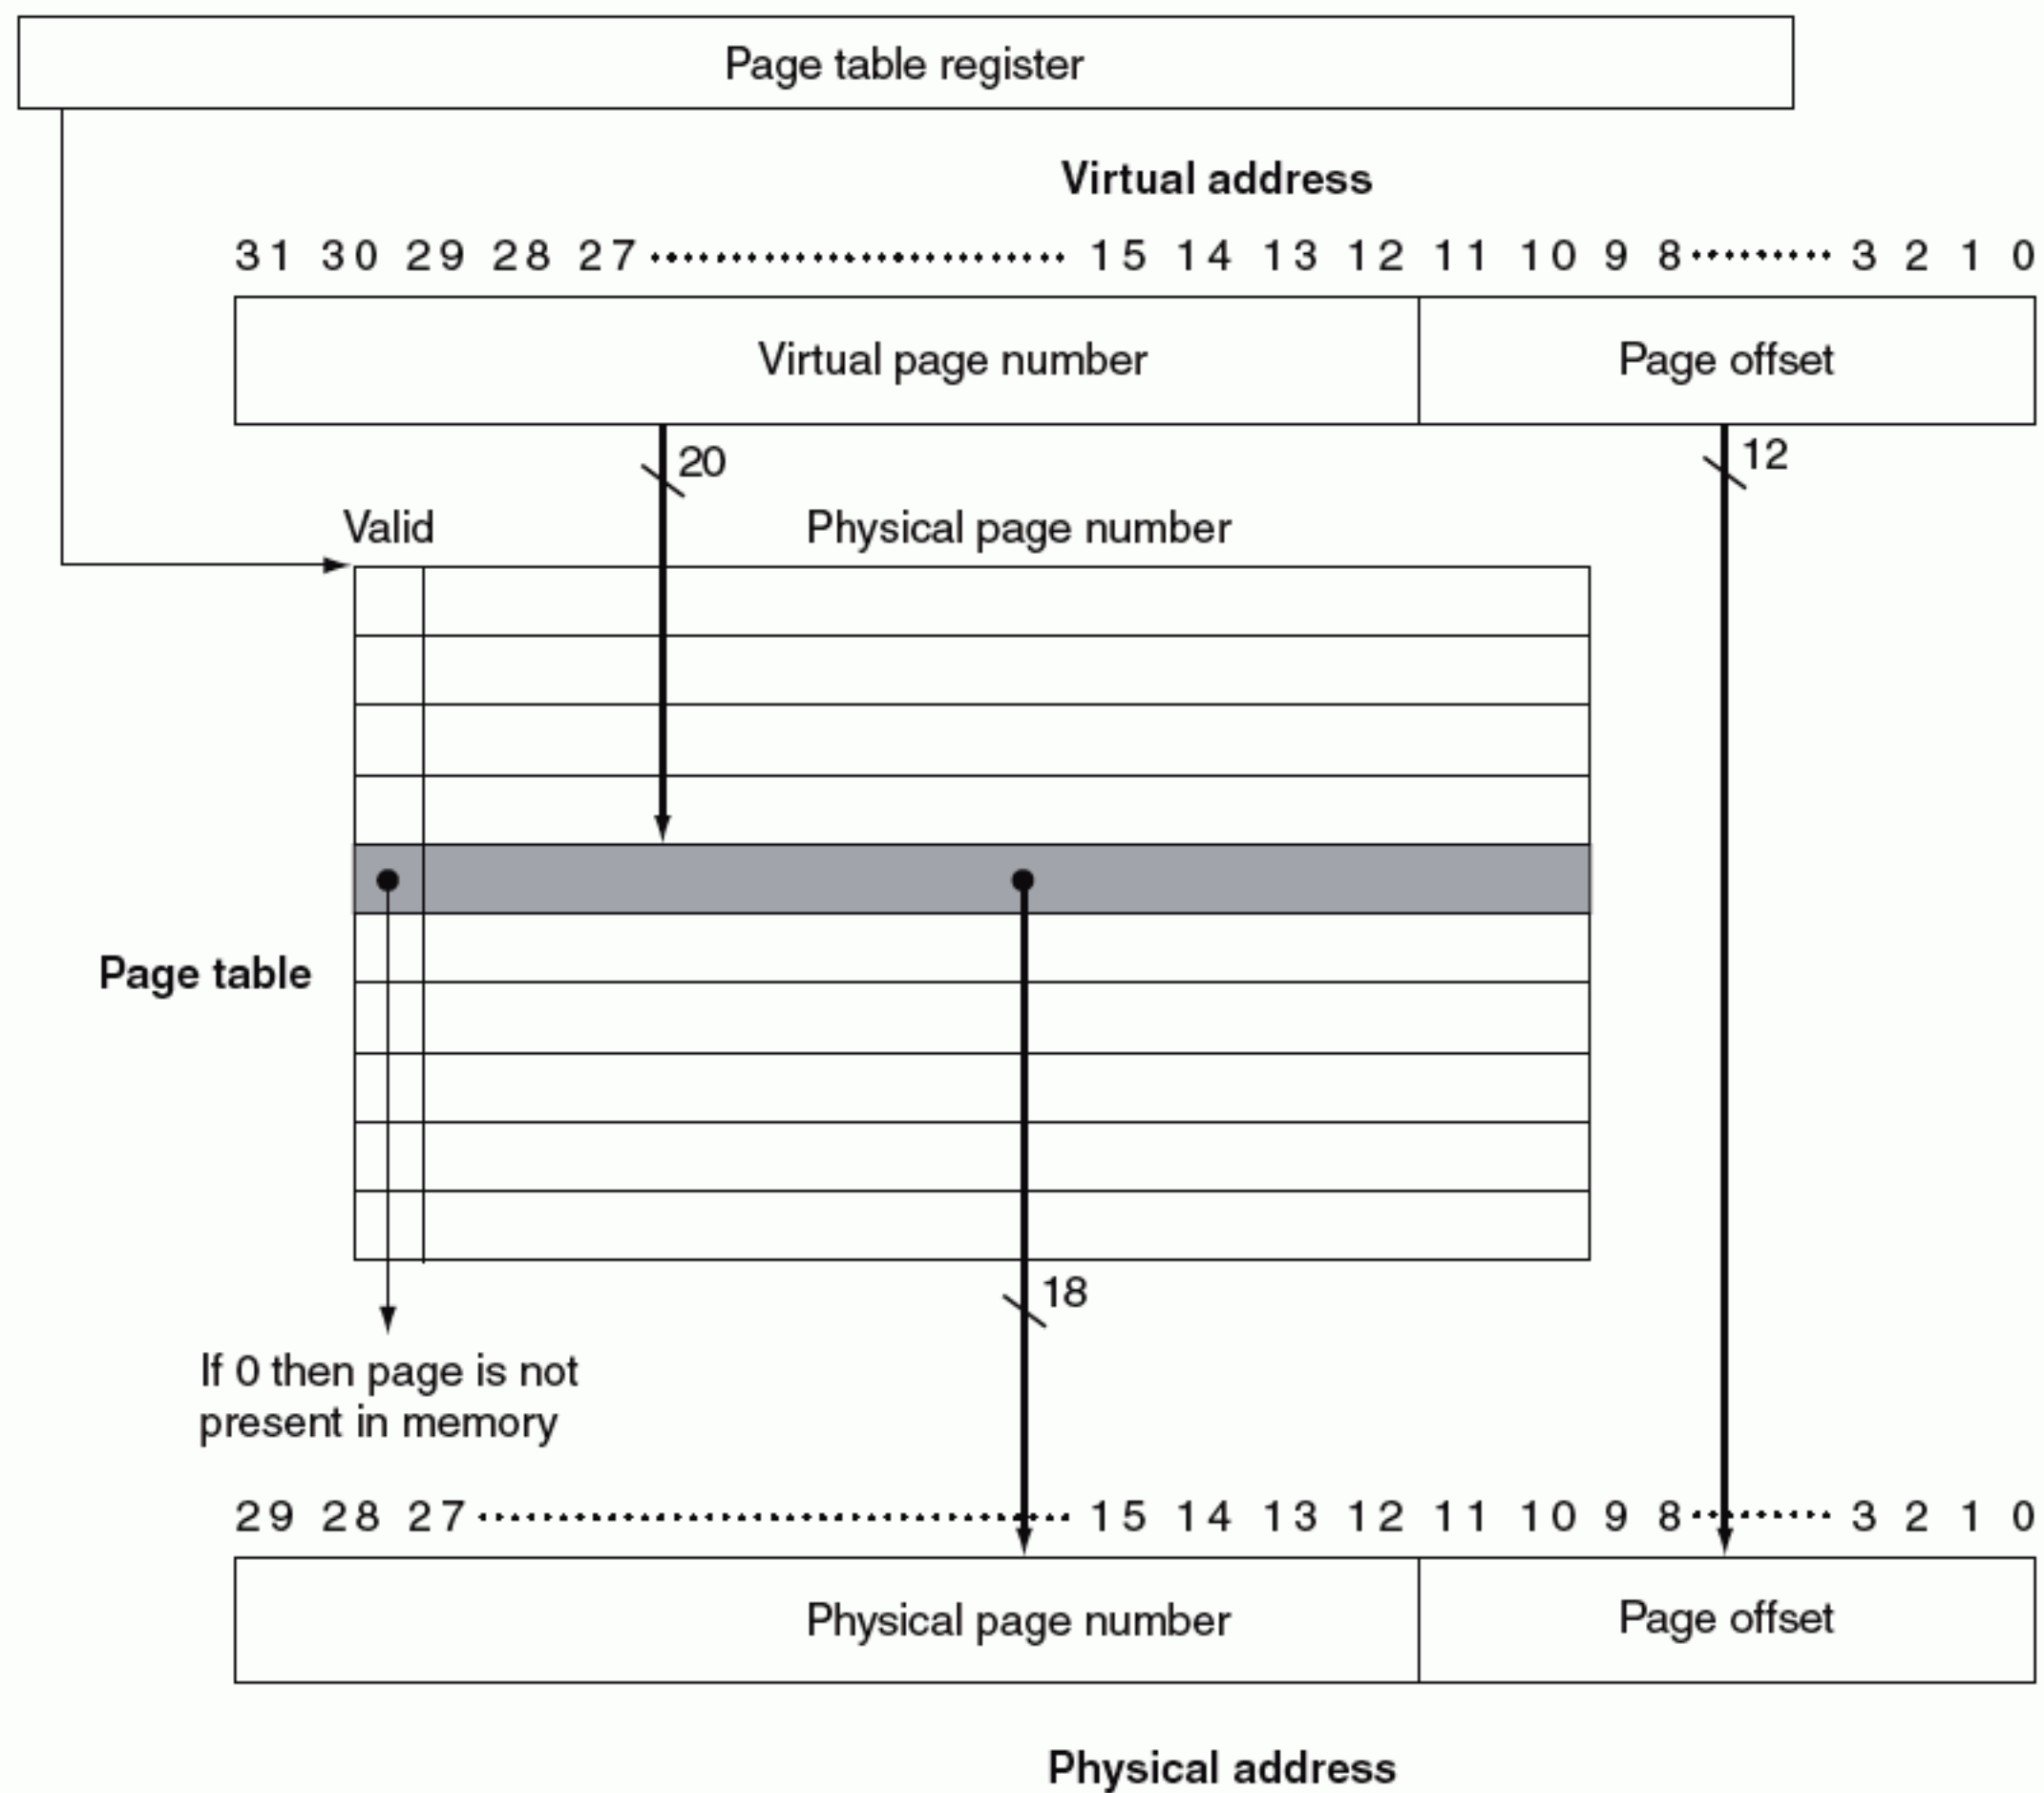 Page table register
Virtual address
31 30 29 28 27 ........................ 15 14 13 12 11 10 9 8 ........ 3 2 1 0
Virtual page number Page offset
20 12
Valid Physical page number
Page table
18
If 0 then page is not
present in memory
29 28 27 .................................. 15 14 13 12 11 10 9 8 ........ 3 2 1 0
Physical page number Page offset
Physical address